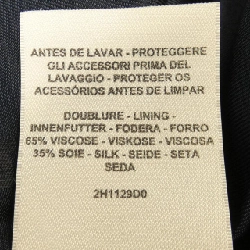 ANTES DE LAVAR - PROTEGGERE
GLI ACCESSORI PRIMA DEL
LAVAGGIO - PROTEGER OS
ACESSÓRIOS ANTES DE LIMPAR
DOUBLURE - LINING -
INNENFUTTER - FODERA - FORRO
65% VISCOSE - VISKOSE - VISCOSA
35% SOIE - SILK - SEIDE - SETA
SEDA
2H1129D0